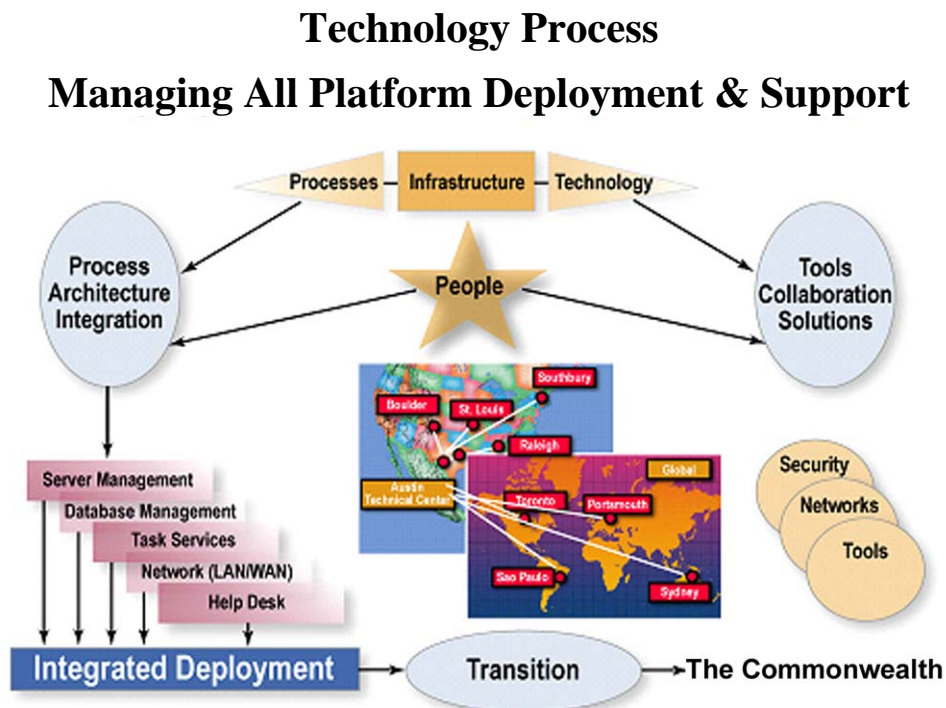 Technology Process
Managing All Platform Deployment & Support
Processes
Infrastructure
Technology
Process
Architecture
Integration
People
Tools
Collaboration
Solutions
Southbury
Boulder
St. Louis
Raleigh
Austin
Technical Center
Global
Toronto
Portsmouth
Sao Paulo
Sydney
Server Management
Database Management
Task Services
Network (LAN/WAN)
Help Desk
Security
Networks
Tools
Integrated Deployment
Transition
The Commonwealth